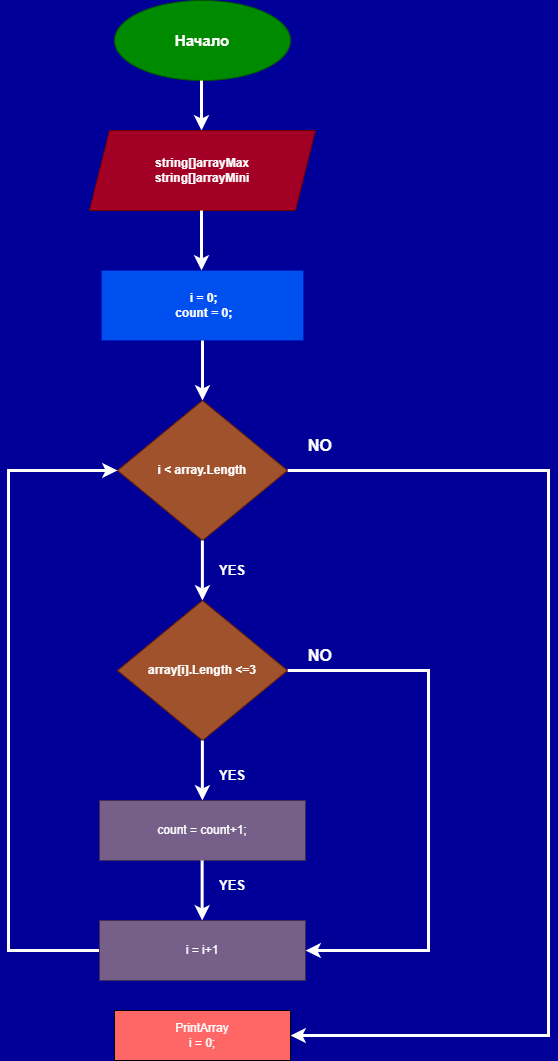 Начало
string[]arrayMax
string[]arrayMini
i = 0;
count = 0;
i < array.Length
NO
YES
array[i].Length <=3
NO
YES
count = count+1;
YES
i = i+1
PrintArray
i = 0;